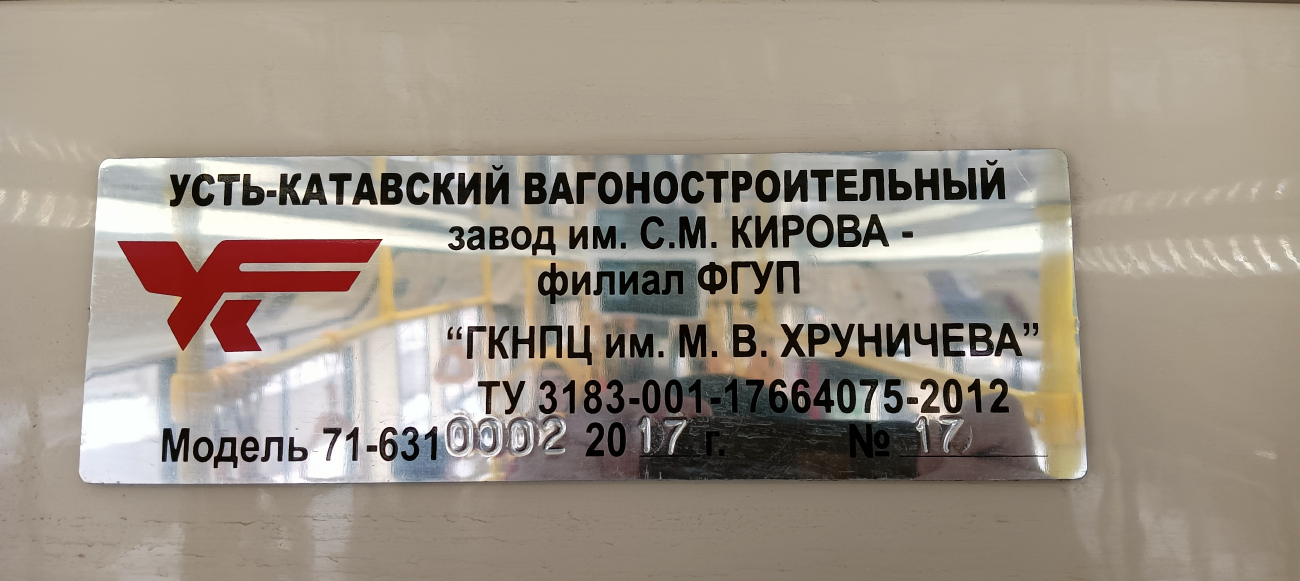 УСТЬ-КАТАВСКИЙ ВАГОНОСТРОИТЕЛЬНЫЙ
завод им. С.М. КИРОВА -
филиал ФГУП
“ГКНПЦ им. М. В. ХРУНИЧЕВА”
ТУ 3183-001-17664075-2012
Модель 71-6310002 2017 г. № 17